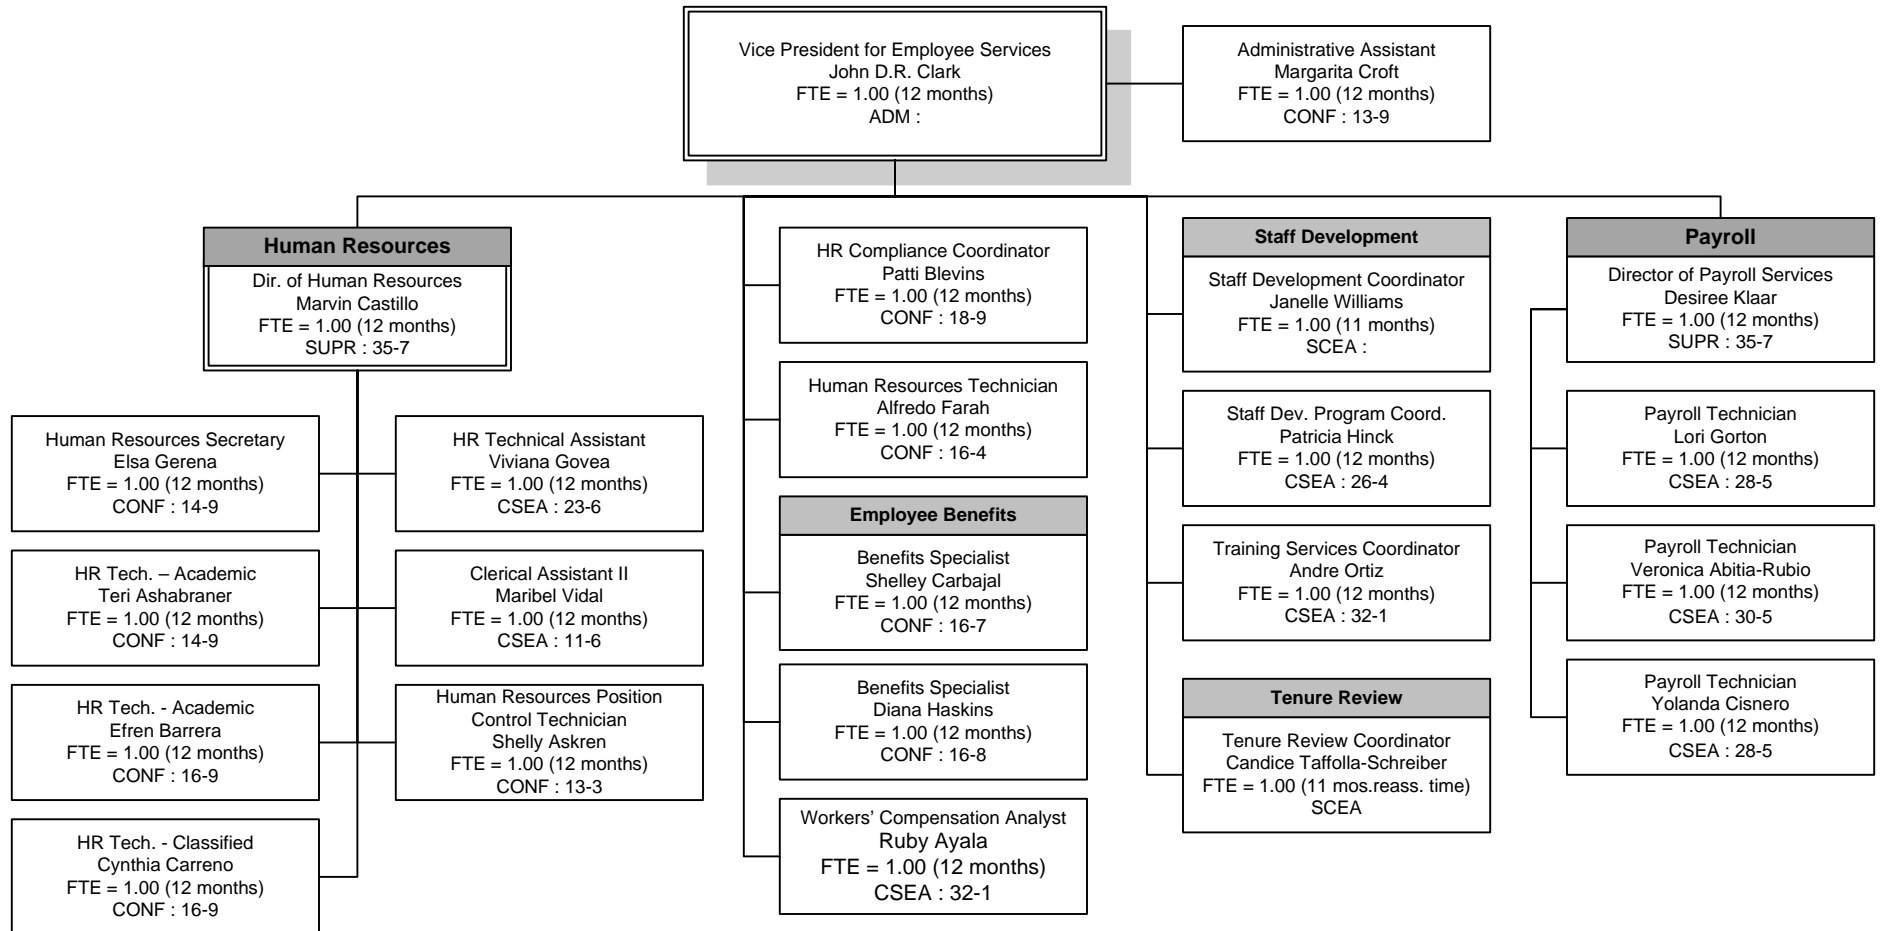 Vice President for Employee Services
John D.R. Clark
FTE = 1.00 (12 months)
ADM :
Administrative Assistant
Margarita Croft
FTE = 1.00 (12 months)
CONF : 13-9
Human Resources
Dir. of Human Resources
Marvin Castillo
FTE = 1.00 (12 months)
SUPR : 35-7
Human Resources Secretary
Elsa Gerena
FTE = 1.00 (12 months)
CONF : 14-9
HR Tech. – Academic
Teri Ashabraner
FTE = 1.00 (12 months)
CONF : 14-9
HR Tech. - Academic
Efren Barrera
FTE = 1.00 (12 months)
CONF : 16-9
HR Tech. - Classified
Cynthia Carreno
FTE = 1.00 (12 months)
CONF : 16-9
HR Technical Assistant
Viviana Govea
FTE = 1.00 (12 months)
CSEA : 23-6
Clerical Assistant II
Maribel Vidal
FTE = 1.00 (12 months)
CSEA : 11-6
Human Resources Position
Control Technician
Shelly Askren
FTE = 1.00 (12 months)
CONF : 13-3
HR Compliance Coordinator
Patti Blevins
FTE = 1.00 (12 months)
CONF : 18-9
Human Resources Technician
Alfredo Farah
FTE = 1.00 (12 months)
CONF : 16-4
Employee Benefits
Benefits Specialist
Shelley Carbajal
FTE = 1.00 (12 months)
CONF : 16-7
Benefits Specialist
Diana Haskins
FTE = 1.00 (12 months)
CONF : 16-8
Workers’ Compensation Analyst
Ruby Ayala
FTE = 1.00 (12 months)
CSEA : 32-1
Staff Development
Staff Development Coordinator
Janelle Williams
FTE = 1.00 (11 months)
SCEA :
Staff Dev. Program Coord.
Patricia Hinck
FTE = 1.00 (12 months)
CSEA : 26-4
Training Services Coordinator
Andre Ortiz
FTE = 1.00 (12 months)
CSEA : 32-1
Tenure Review
Tenure Review Coordinator
Candice Taffolla-Schreiber
FTE = 1.00 (11 mos.reass. time)
SCEA
Payroll
Director of Payroll Services
Desiree Klaar
FTE = 1.00 (12 months)
SUPR : 35-7
Payroll Technician
Lori Gorton
FTE = 1.00 (12 months)
CSEA : 28-5
Payroll Technician
Veronica Abitia-Rubio
FTE = 1.00 (12 months)
CSEA : 30-5
Payroll Technician
Yolanda Cisnero
FTE = 1.00 (12 months)
CSEA : 28-5